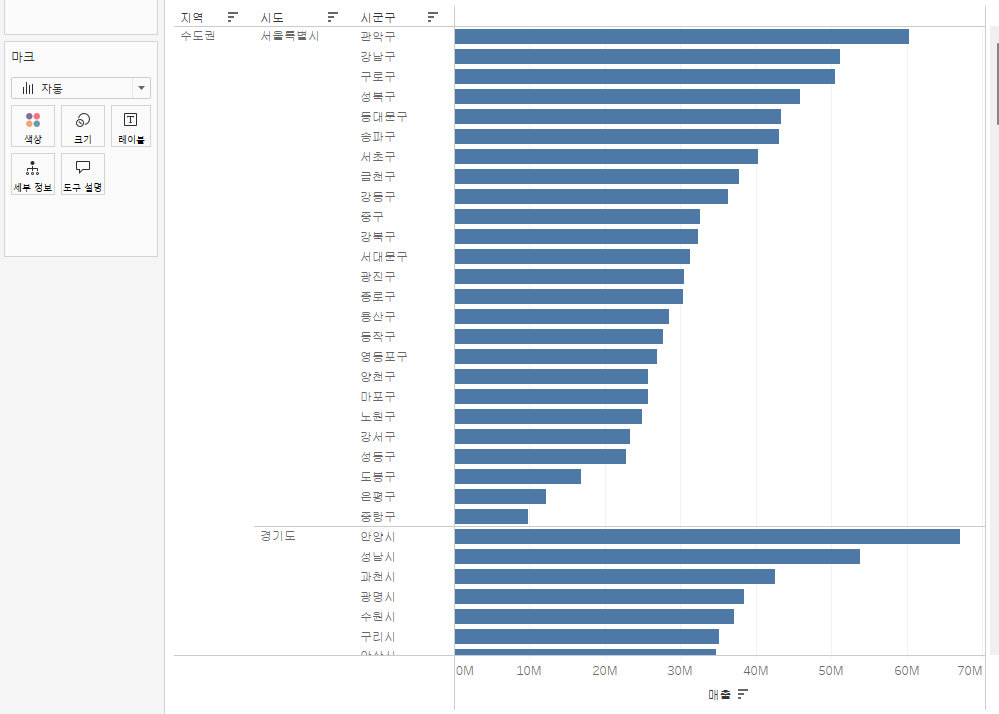 마크
자동
색상 크기 레이블
세부 정보 도구 설명
지역 시도 시군구
수도권 서울특별시 관악구
강남구
구로구
성북구
동대문구
송파구
서초구
금천구
강동구
중구
강북구
서대문구
광진구
종로구
용산구
동작구
영등포구
양천구
마포구
노원구
강서구
성동구
도봉구
은평구
중랑구
경기도 안양시
성남시
과천시
광명시
수원시
구리시
0M 10M 20M 30M 40M 50M 60M 70M
매출